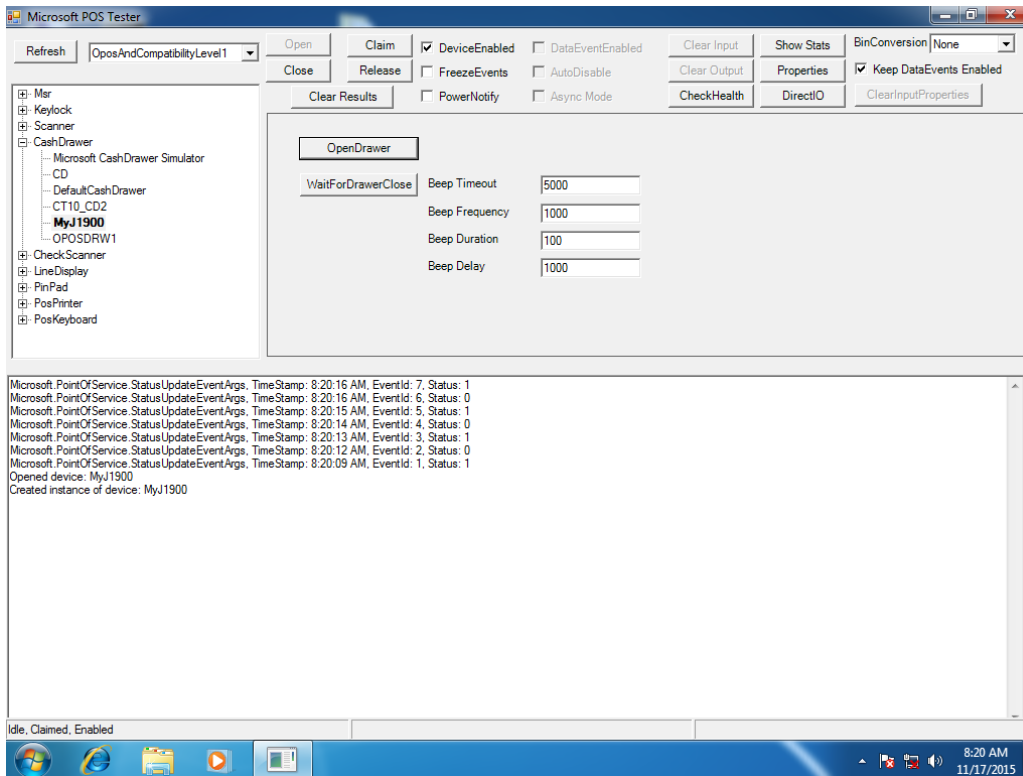 Microsoft POS Tester
Refresh
OposAndCompatibilityLevel1
Open
Claim
DeviceEnabled
DataEventEnabled
Clear Input
Show Stats
BinConversion
None
Close
Release
FreezeEvents
AutoDisable
Clear Output
Properties
Keep DataEvents Enabled
Clear Results
PowerNotify
Async Mode
CheckHealth
DirectIO
ClearInputProperties
Msr
Keylock
Scanner
CashDrawer
Microsoft CashDrawer Simulator
CD
DefaultCashDrawer
CT10_CD2
MyJ1900
OPOSDRW1
CheckScanner
LineDisplay
PinPad
PosPrinter
PosKeyboard
OpenDrawer
WaitForDrawerClose
Beep Timeout
5000
Beep Frequency
1000
Beep Duration
100
Beep Delay
1000
Microsoft.PointOfService.StatusUpdateEventArgs, TimeStamp: 8:20:16 AM, EventId: 7, Status: 1
Microsoft.PointOfService.StatusUpdateEventArgs, TimeStamp: 8:20:16 AM, EventId: 6, Status: 0
Microsoft.PointOfService.StatusUpdateEventArgs, TimeStamp: 8:20:15 AM, EventId: 5, Status: 1
Microsoft.PointOfService.StatusUpdateEventArgs, TimeStamp: 8:20:14 AM, EventId: 4, Status: 0
Microsoft.PointOfService.StatusUpdateEventArgs, TimeStamp: 8:20:13 AM, EventId: 3, Status: 1
Microsoft.PointOfService.StatusUpdateEventArgs, TimeStamp: 8:20:12 AM, EventId: 2, Status: 0
Microsoft.PointOfService.StatusUpdateEventArgs, TimeStamp: 8:20:09 AM, EventId: 1, Status: 1
Opened device: MyJ1900
Created instance of device: MyJ1900
Idle, Claimed, Enabled
8:20 AM
11/17/2015